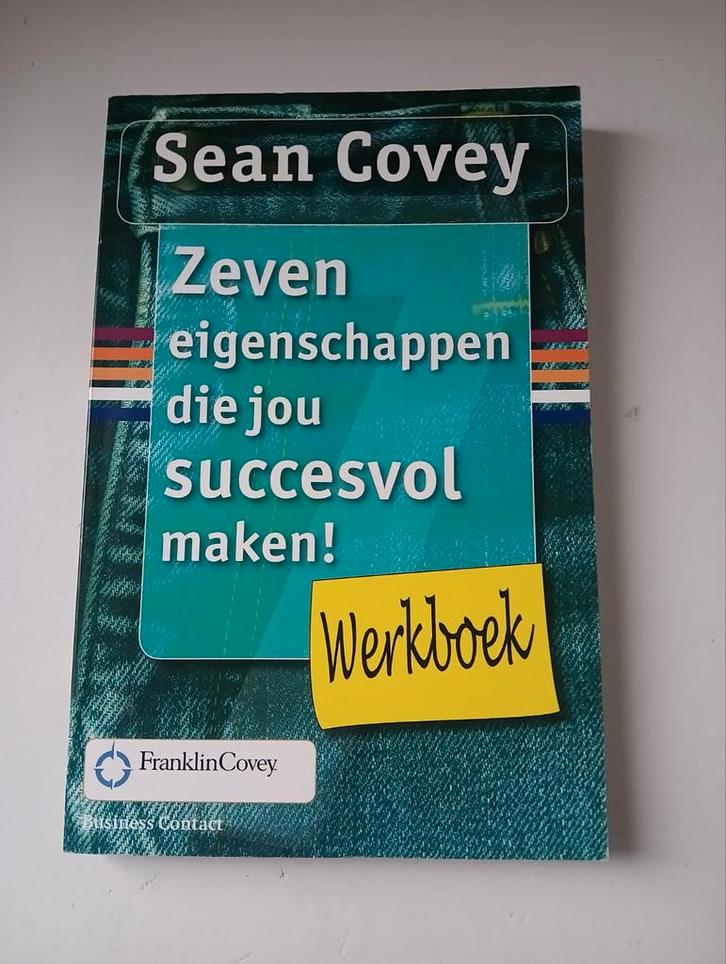 Sean Covey
Zeven
eigenschappen
die jou
succesvol
maken!
Werkboek
FranklinCovey
Business Contact